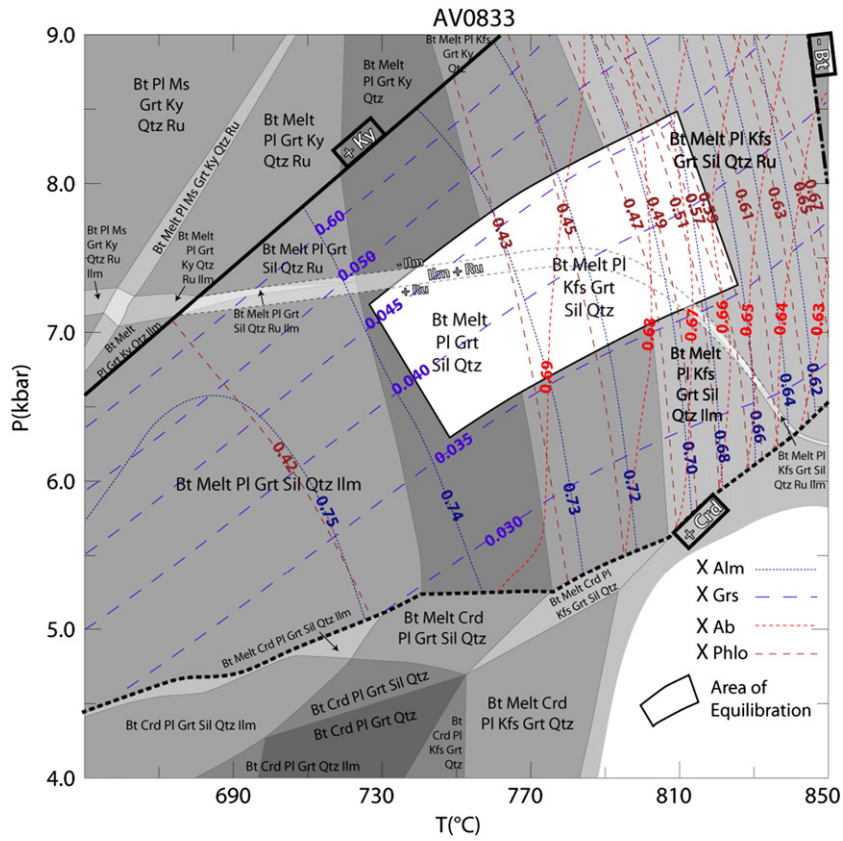 AV0833
9.0
8.0
7.0
6.0
5.0
4.0
P(kbar)
690
730
770
810
850
T(°C)
Bt Pl Ms
Grt Ky
Qtz Ru
Bt Melt Pl Ms Grt Ky Qtz Ru
Bt Melt
Pl Grt Ky
Qtz Ru
Bt Melt
Pl Grt Ky
Qtz
Bt Melt Pl Kfs
Grt Ky
Qtz
- Bt
+ Ky
Bt Melt Pl Kfs
Grt Sil Qtz Ru
Bt Pl Ms
Grt Ky
Qtz Ru
Ilm
Bt Melt
Pl Grt
Ky Qtz
Ru Ilm
Bt Melt Pl Grt
Sil Qtz Ru
Bt Melt Pl Grt
Sil Qtz Ru Ilm
Bt Melt
Pl Grt Ky Qtz Ilm
- Ilm
Ilm + Ru
+ Ru
Bt Melt
Pl Grt
Sil Qtz
Bt Melt Pl
Kfs Grt
Sil Qtz
Bt Melt
Pl Kfs
Grt Sil
Qtz Ilm
Bt Melt Pl
Kfs Grt Sil
Qtz Ru Ilm
Bt Melt Pl Grt Sil Qtz Ilm
+ Crd
0.60
0.050
0.045
0.040
0.035
0.030
0.42
0.43
0.45
0.47
0.49
0.51
0.57
0.59
0.61
0.63
0.65
0.67
0.69
0.68
0.67
0.66
0.65
0.64
0.63
0.75
0.74
0.73
0.72
0.70
0.68
0.66
0.64
0.62
Bt Melt Crd Pl Grt Sil Qtz Ilm
Bt Melt Crd
Pl Grt Sil Qtz
Bt Melt Crd Pl
Kfs Grt Sil Qtz
Bt Crd Pl Grt Sil Qtz Ilm
Bt Crd Pl Grt Sil Qtz
Bt Crd Pl Grt Qtz
Bt Crd Pl Grt Qtz Ilm
Bt
Crd Pl
Kfs Grt
Qtz
Bt Melt Crd
Pl Kfs Grt Qtz
X Alm
X Grs
X Ab
X Phlo
Area of
Equilibration